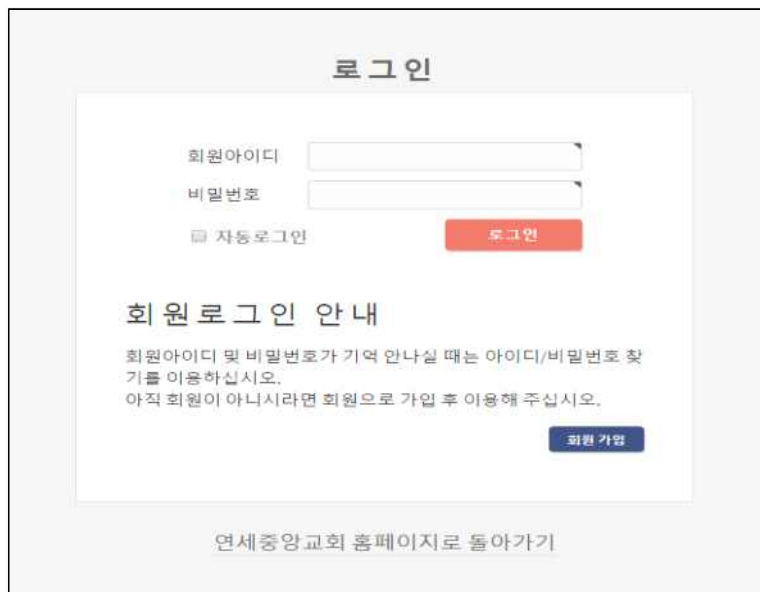 로그인
회원아이디
비밀번호
자동로그인
로그인
회원로그인 안내
회원아이디 및 비밀번호가 기억 안나실 때는 아이디/비밀번호 찾
기를 이용하십시오.
아직 회원이 아니시라면 회원으로 가입 후 이용해 주십시오.
회원 가입
연세중앙교회 홈페이지로 돌아가기